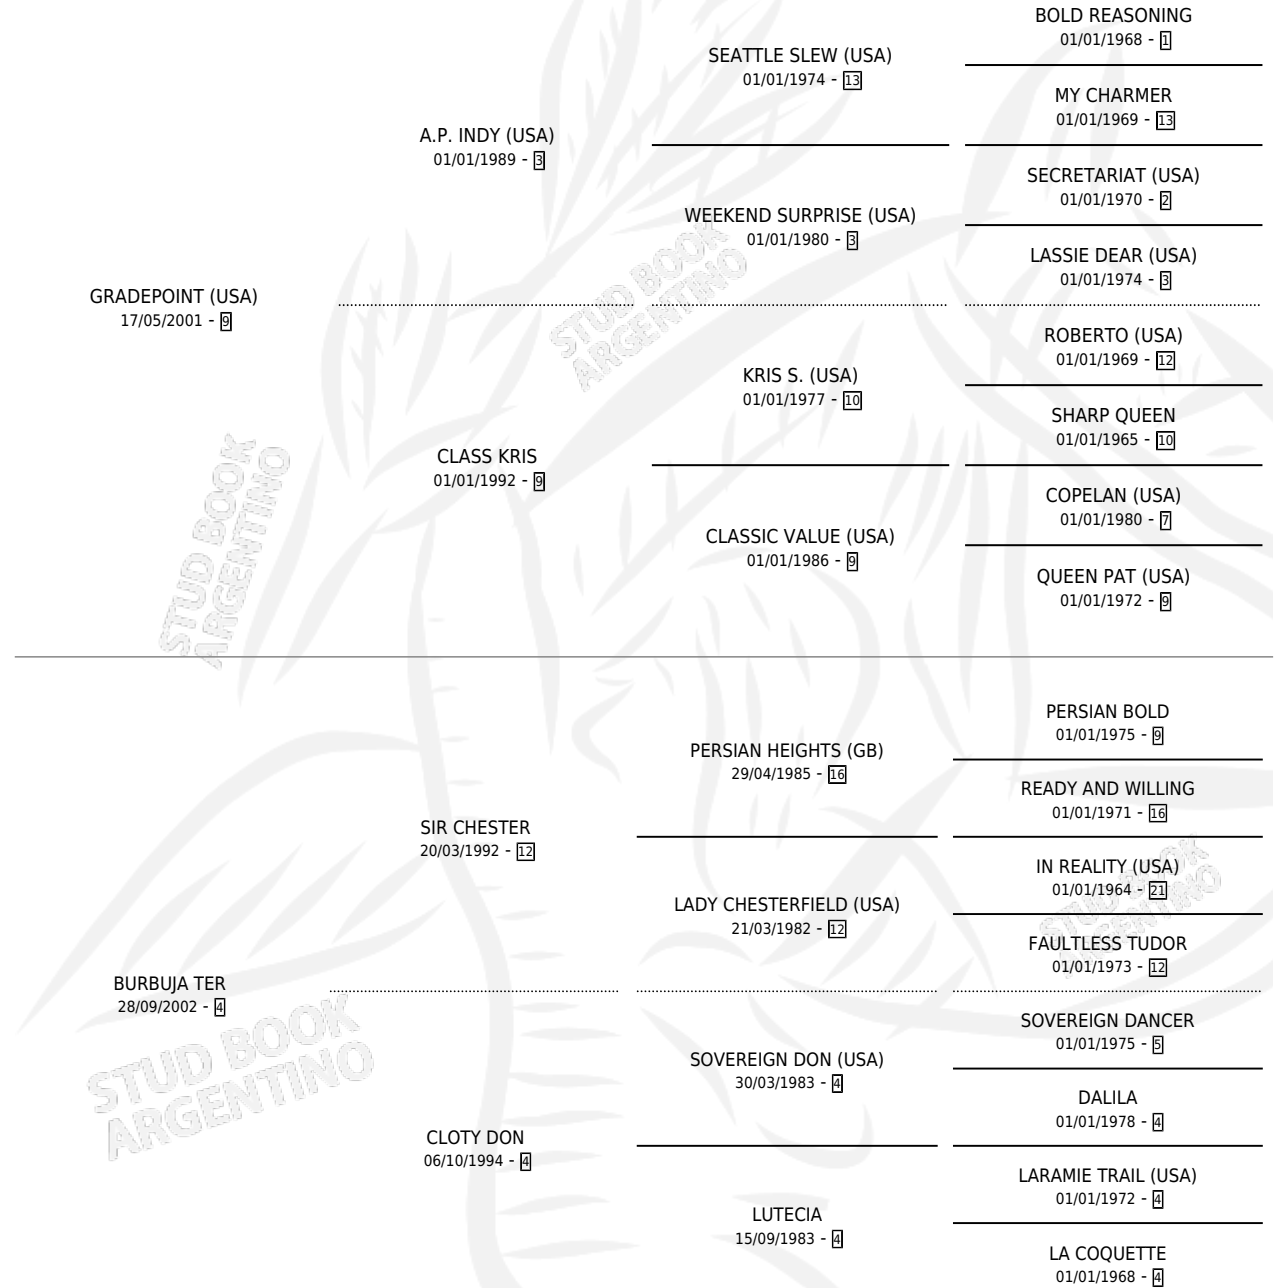 BOLD REASONING
01/01/1968 - 1
SEATTLE SLEW (USA)
01/01/1974 - 13
MY CHARMER
01/01/1969 - 13
A.P. INDY (USA)
01/01/1989 - 3
SECRETARIAT (USA)
01/01/1970 - 2
WEEKEND SURPRISE (USA)
01/01/1980 - 3
LASSIE DEAR (USA)
01/01/1974 - 3
GRADEPOINT (USA)
17/05/2001 - 9
ROBERTO (USA)
01/01/1969 - 12
KRIS S. (USA)
01/01/1977 - 10
SHARP QUEEN
01/01/1965 - 10
CLASS KRIS
01/01/1992 - 9
COPELAN (USA)
01/01/1980 - 7
CLASSIC VALUE (USA)
01/01/1986 - 9
QUEEN PAT (USA)
01/01/1972 - 9
PERSIAN BOLD
01/01/1975 - 9
PERSIAN HEIGHTS (GB)
29/04/1985 - 16
READY AND WILLING
01/01/1971 - 16
SIR CHESTER
20/03/1992 - 12
IN REALITY (USA)
01/01/1964 - 21
LADY CHESTERFIELD (USA)
21/03/1982 - 12
FAULTLESS TUDOR
01/01/1973 - 12
BURBUJA TER
28/09/2002 - 4
SOVEREIGN DANCER
01/01/1975 - 5
SOVEREIGN DON (USA)
30/03/1983 - 4
DALILA
01/01/1978 - 4
CLOTY DON
06/10/1994 - 4
LARAMIE TRAIL (USA)
01/01/1972 - 4
LUTECIA
15/09/1983 - 4
LA COQUETTE
01/01/1968 - 4
STUD BOOK
ARGENTINO
STUD BOOK
ARGENTINO
STUD BOOK
ARGENTINO
STUD BOOK
ARGENTINO